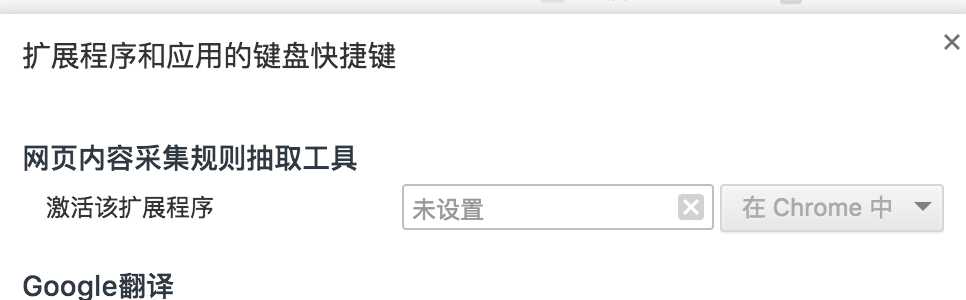 扩展程序和应用的键盘快捷键
网页内容采集规则抽取工具
激活该扩展程序 未设置 在 Chrome 中
Google翻译